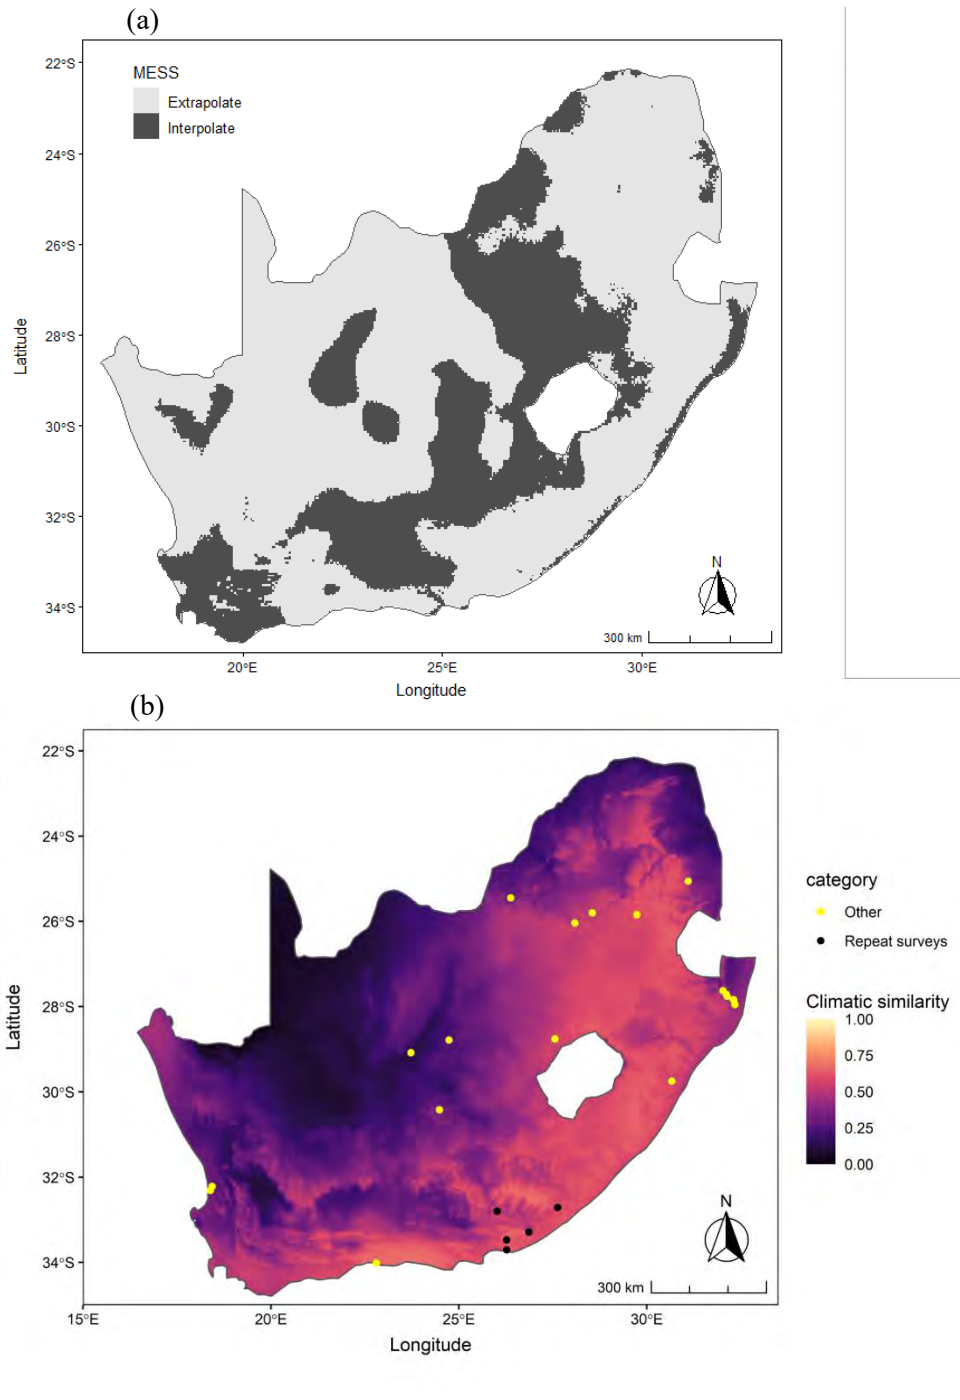 (a)
MESS
Extrapolate
Interpolate
22°S
24°S
26°S
28°S
30°S
32°S
34°S
Latitude
N
300 km
20°E
25°E
30°E
Longitude
(b)
22°S
24°S
26°S
28°S
30°S
32°S
34°S
Latitude
category
Other
Repeat surveys
Climatic similarity
1.00
0.75
0.50
0.25
0.00
N
300 km
15°E
20°E
25°E
30°E
Longitude